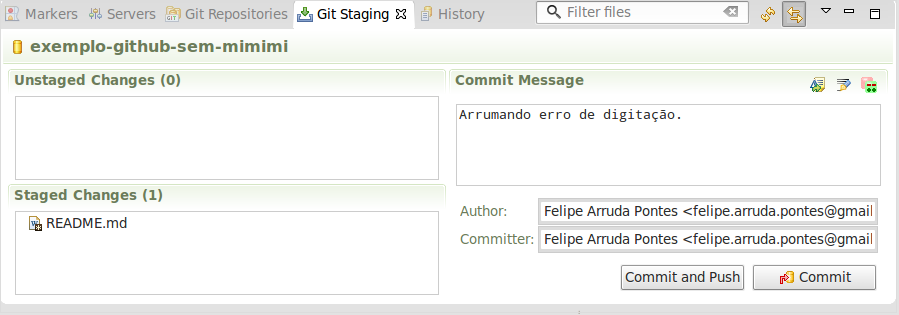 Markers Servers Git Repositories Git Staging History Filter files
exemplo-github-sem-mimimi
Unstaged Changes (0)
Staged Changes (1)
README.md
Commit Message
Arrumando erro de digitação.
Author: Felipe Arruda Pontes <felipe.arruda.pontes@gmail
Committer: Felipe Arruda Pontes <felipe.arruda.pontes@gmail
Commit and Push Commit